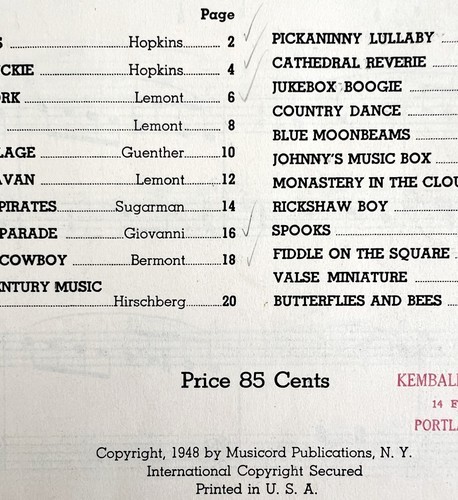 Page
S Hopkins 2
CKIE Hopkins 4
ORK Lemont 6
Lemont 8
LAGE Guenther 10
AVAN Lemont 12
PIRATES Sugarman 14
PARADE Giovanni 16
COWBOY Bermont 18
ENTURY MUSIC
Hirschberg 20
PICKANINNY LULLABY
CATHEDRAL REVERIE
JUKEBOX BOOGIE
COUNTRY DANCE
BLUE MOONBEAMS
JOHNNY'S MUSIC BOX
MONASTERY IN THE CLOU
RICKSHAW BOY
SPOOKS
FIDDLE ON THE SQUARE
VALSE MINIATURE
BUTTERFLIES AND BEES
Price 85 Cents
KEMBAL
14 F
PORTLA
Copyright, 1948 by Musicord Publications, N. Y.
International Copyright Secured
Printed in U. S. A.